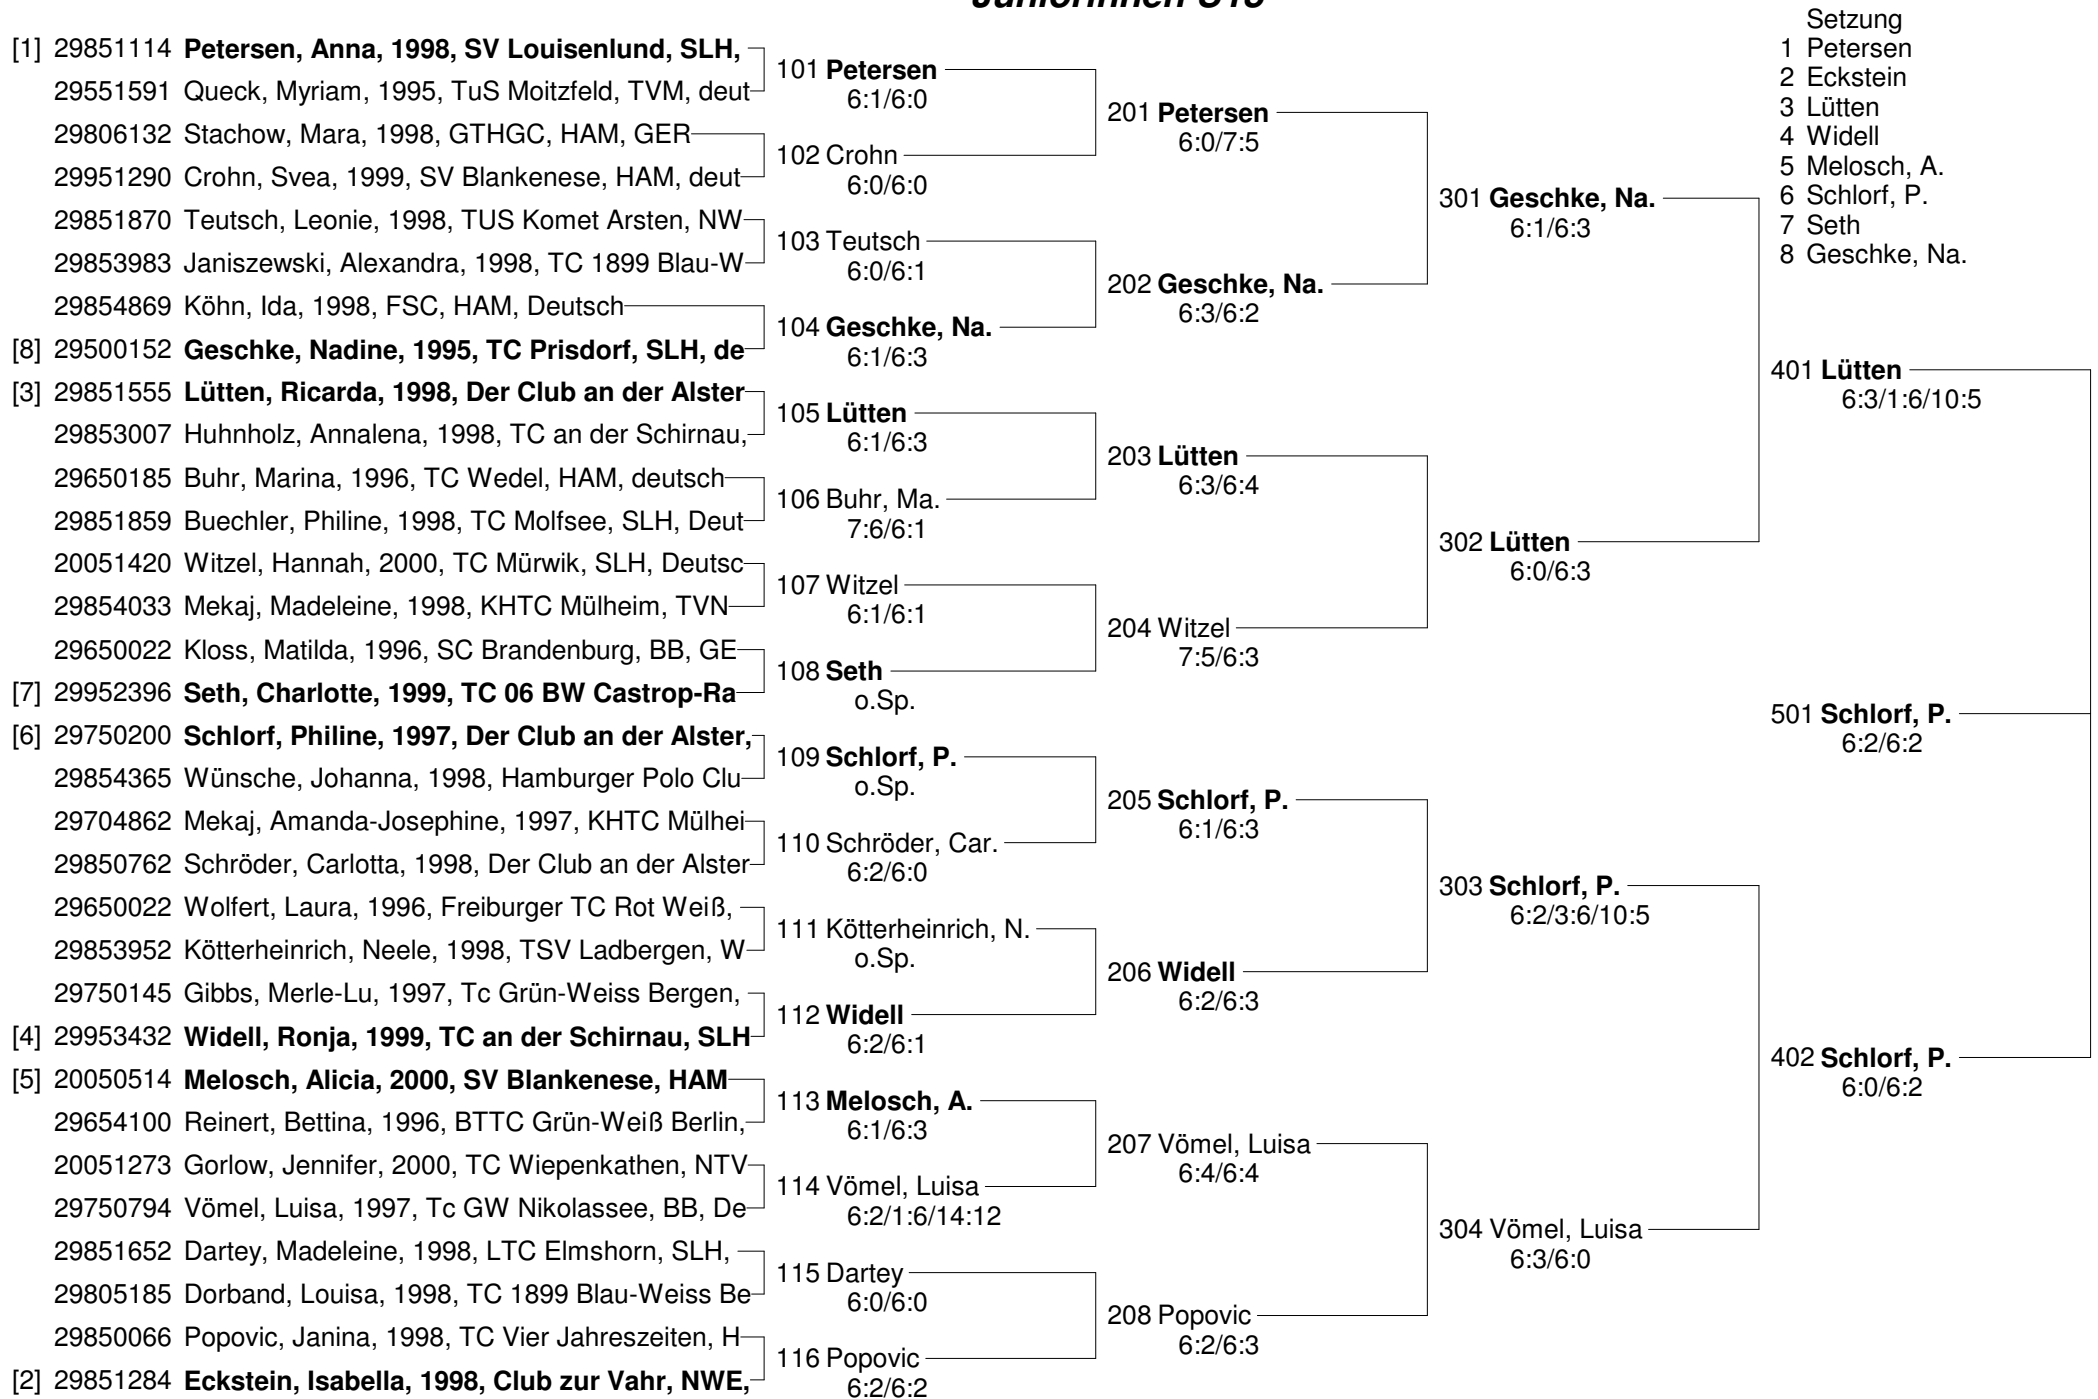 Juniorinnen U18
[1] 29851114 Petersen, Anna, 1998, SV Louisenlund, SLH,
29551591 Queck, Myriam, 1995, TuS Moitzfeld, TVM, deut
29806132 Stachow, Mara, 1998, GTHGC, HAM, GER
29951290 Crohn, Svea, 1999, SV Blankenese, HAM, deut
29851870 Teutsch, Leonie, 1998, TUS Komet Arsten, NW
29853983 Janiszewski, Alexandra, 1998, TC 1899 Blau-W
29854869 Köhn, Ida, 1998, FSC, HAM, Deutsch
[8] 29500152 Geschke, Nadine, 1995, TC Prisdorf, SLH, de
[3] 29851555 Lütten, Ricarda, 1998, Der Club an der Alster
29853007 Huhnholz, Annalena, 1998, TC an der Schirnau,
29650185 Buhr, Marina, 1996, TC Wedel, HAM, deutsch
29851859 Buechler, Philine, 1998, TC Molfsee, SLH, Deut
20051420 Witzel, Hannah, 2000, TC Mürwik, SLH, Deutsc
29854033 Mekaj, Madeleine, 1998, KHTC Mülheim, TVN
29650022 Kloss, Matilda, 1996, SC Brandenburg, BB, GE
[7] 29952396 Seth, Charlotte, 1999, TC 06 BW Castrop-Ra
[6] 29750200 Schlorf, Philine, 1997, Der Club an der Alster,
29854365 Wünsche, Johanna, 1998, Hamburger Polo Clu
29704862 Mekaj, Amanda-Josephine, 1997, KHTC Mülhei
29850762 Schröder, Carlotta, 1998, Der Club an der Alster
29650022 Wolfert, Laura, 1996, Freiburger TC Rot Weiß,
29853952 Kötterheinrich, Neele, 1998, TSV Ladbergen, W
29750145 Gibbs, Merle-Lu, 1997, Tc Grün-Weiss Bergen,
[4] 29953432 Widell, Ronja, 1999, TC an der Schirnau, SLH
[5] 20050514 Melosch, Alicia, 2000, SV Blankenese, HAM
29654100 Reinert, Bettina, 1996, BTTC Grün-Weiß Berlin,
20051273 Gorlow, Jennifer, 2000, TC Wiepenkathen, NTV
29750794 Vömel, Luisa, 1997, Tc GW Nikolassee, BB, De
29851652 Dartey, Madeleine, 1998, LTC Elmshorn, SLH,
29805185 Dorband, Louisa, 1998, TC 1899 Blau-Weiss Be
29850066 Popovic, Janina, 1998, TC Vier Jahreszeiten, H
[2] 29851284 Eckstein, Isabella, 1998, Club zur Vahr, NWE,
101 Petersen
6:1/6:0
102 Crohn
6:0/6:0
103 Teutsch
6:0/6:1
104 Geschke, Na.
6:1/6:3
105 Lütten
6:1/6:3
106 Buhr, Ma.
7:6/6:1
107 Witzel
6:1/6:1
108 Seth
o.Sp.
109 Schlorf, P.
o.Sp.
110 Schröder, Car.
6:2/6:0
111 Kötterheinrich, N.
o.Sp.
112 Widell
6:2/6:1
113 Melosch, A.
6:1/6:3
114 Vömel, Luisa
6:2/1:6/14:12
115 Dartey
6:0/6:0
116 Popovic
6:2/6:2
201 Petersen
6:0/7:5
202 Geschke, Na.
6:3/6:2
203 Lütten
6:3/6:4
204 Witzel
7:5/6:3
205 Schlorf, P.
6:1/6:3
206 Widell
6:2/6:3
207 Vömel, Luisa
6:4/6:4
208 Popovic
6:2/6:3
301 Geschke, Na.
6:1/6:3
302 Lütten
6:0/6:3
303 Schlorf, P.
6:2/3:6/10:5
304 Vömel, Luisa
6:3/6:0
Setzung
1 Petersen
2 Eckstein
3 Lütten
4 Widell
5 Melosch, A.
6 Schlorf, P.
7 Seth
8 Geschke, Na.
401 Lütten
6:3/1:6/10:5
501 Schlorf, P.
6:2/6:2
402 Schlorf, P.
6:0/6:2